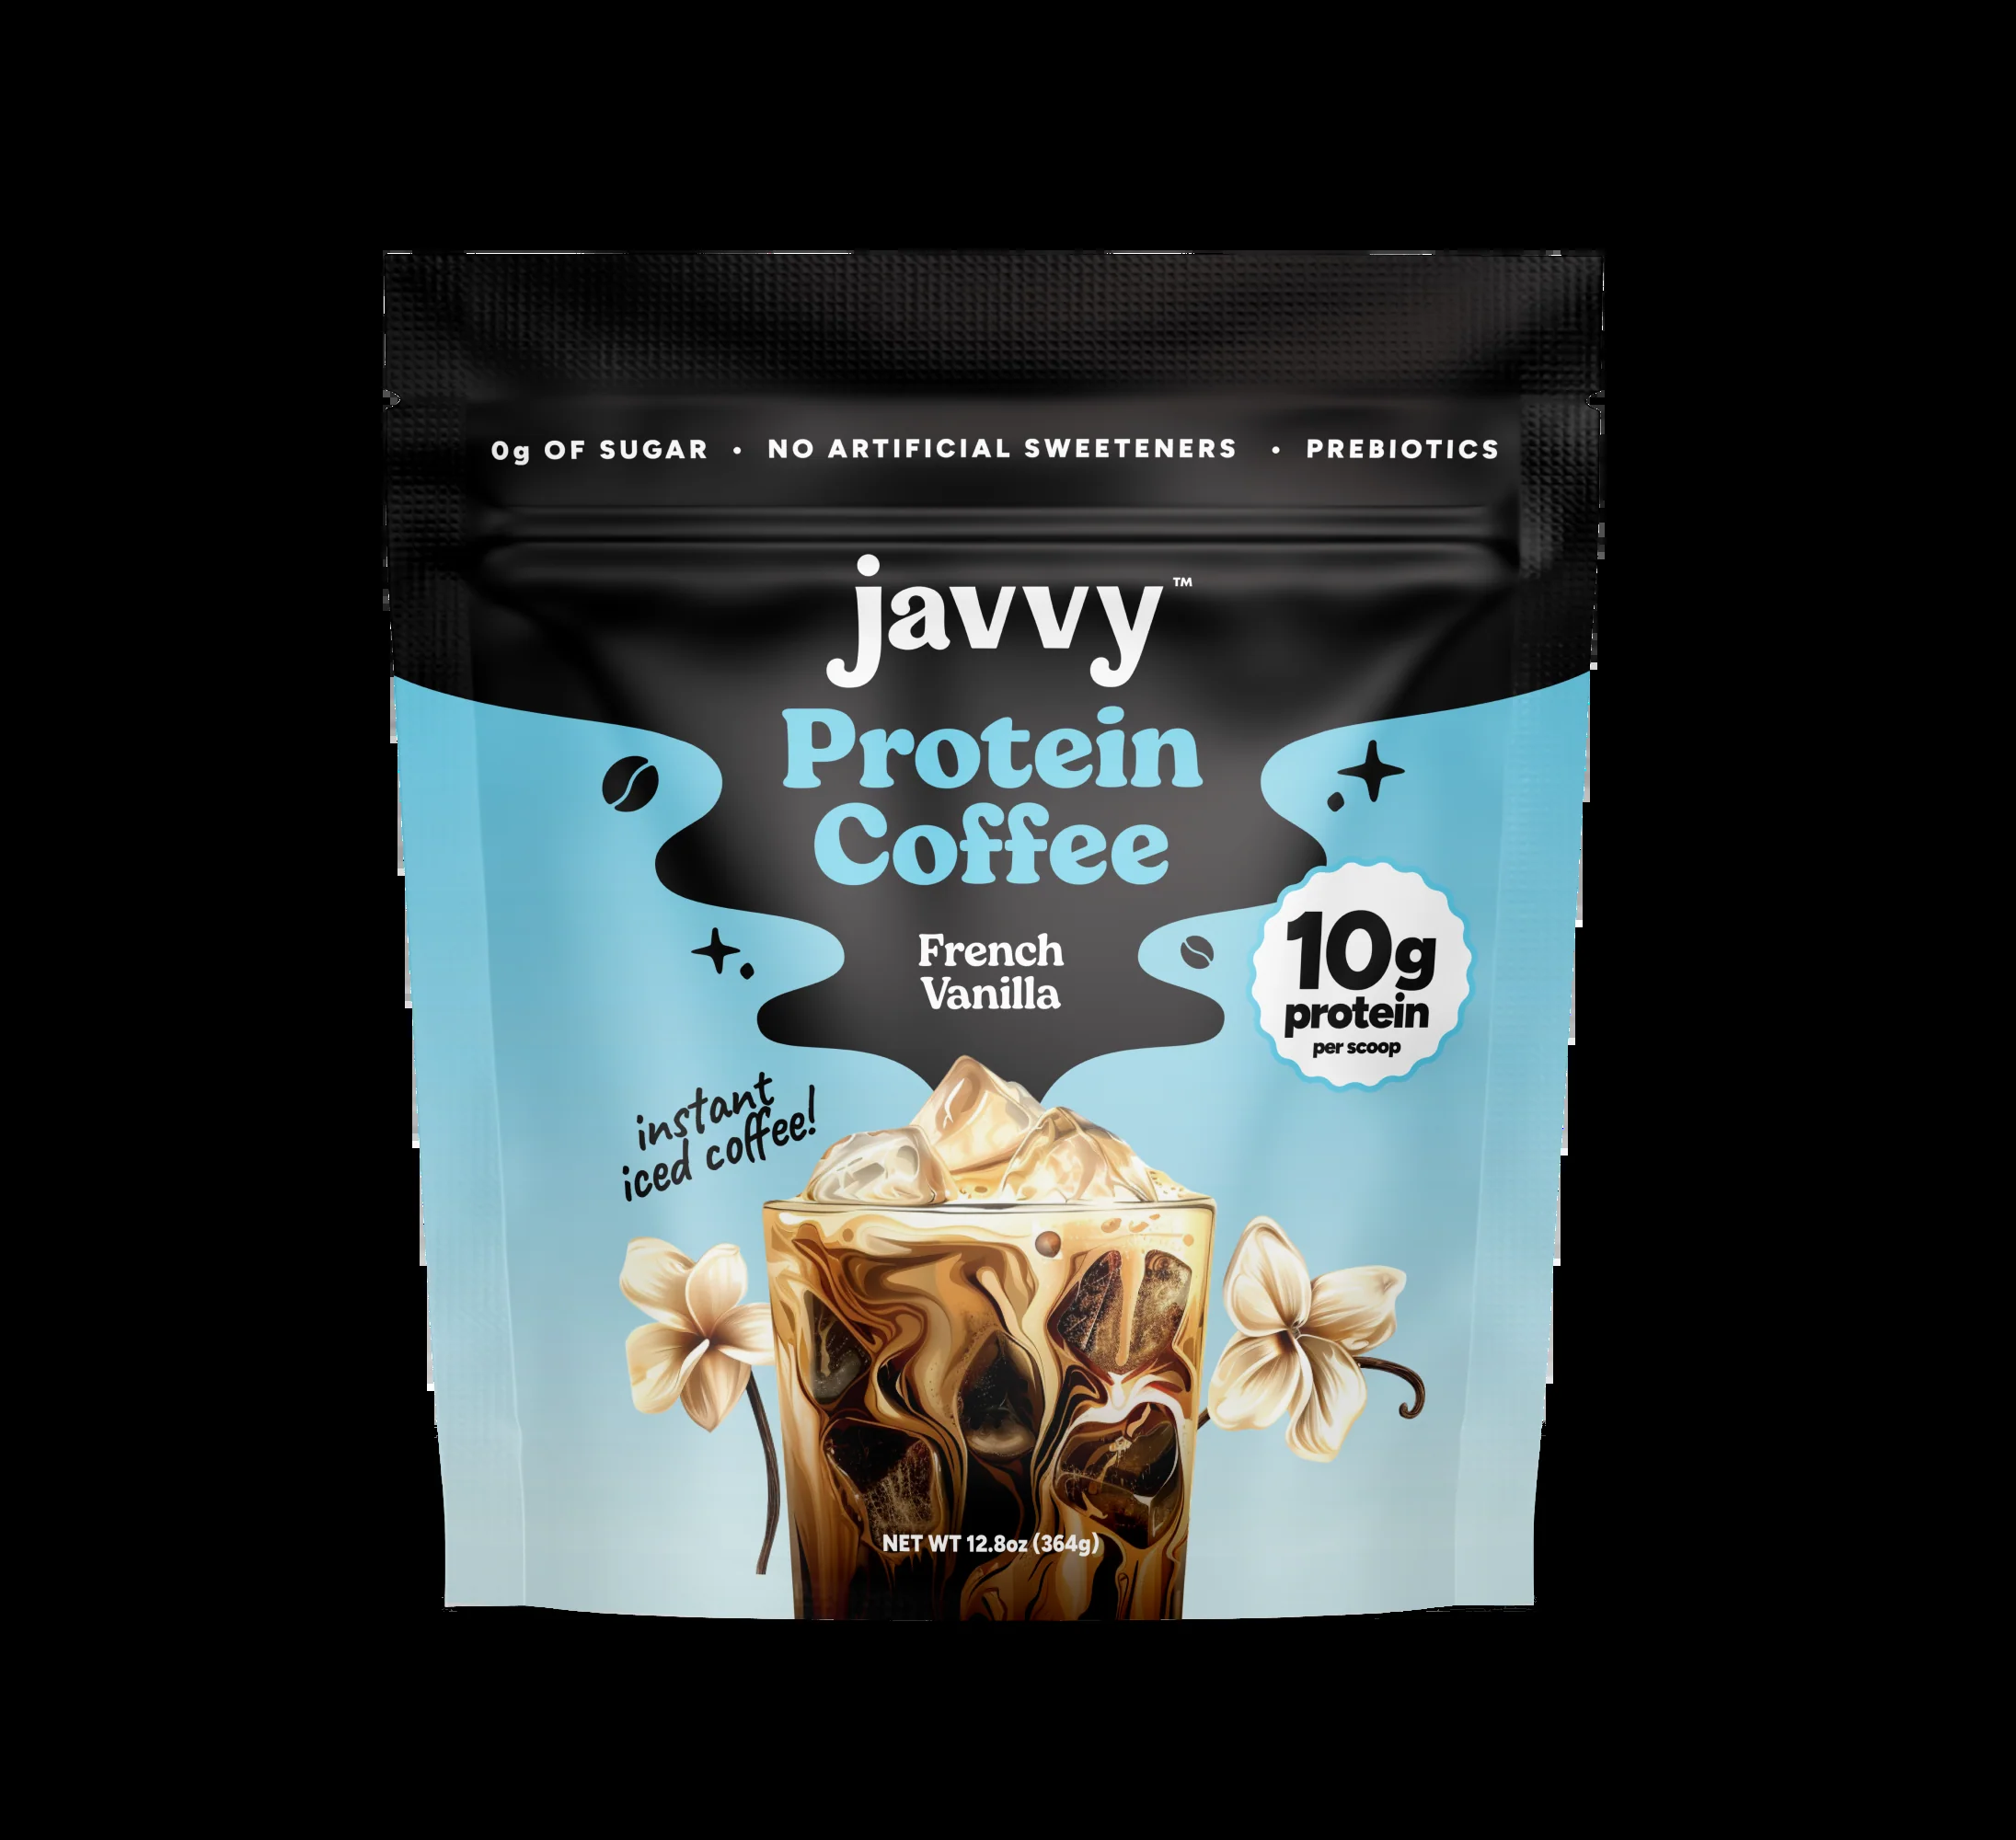 0g OF SUGAR • NO ARTIFICIAL SWEETENERS • PREBIOTICS
javvy™
Protein
Coffee
French
Vanilla
10g
protein
per scoop
instant
iced coffee!
NET WT 12.8oz (364g)